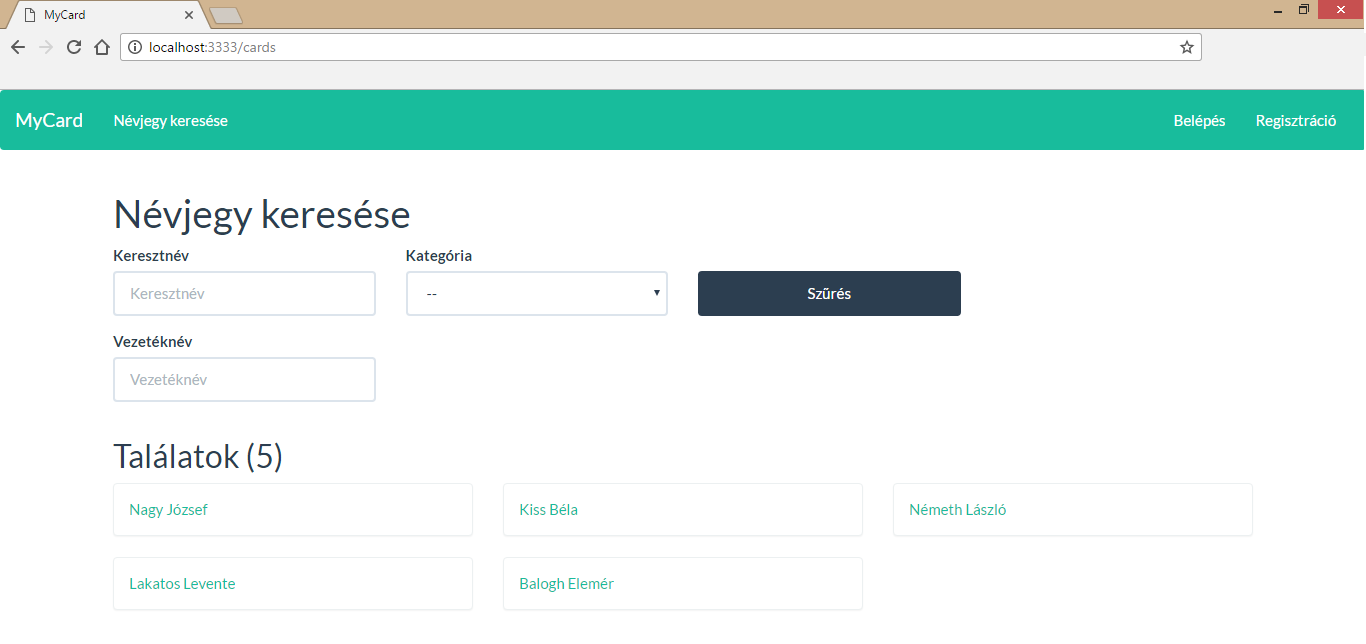 MyCard
localhost:3333/cards
MyCard Névjegy keresése Belépés Regisztráció
Névjegy keresése
Keresztnév Kategória
Keresztnév -- Szűrés
Vezetéknév
Vezetéknév
Találatok (5)
Nagy József Kiss Béla Németh László
Lakatos Levente Balogh Elemér